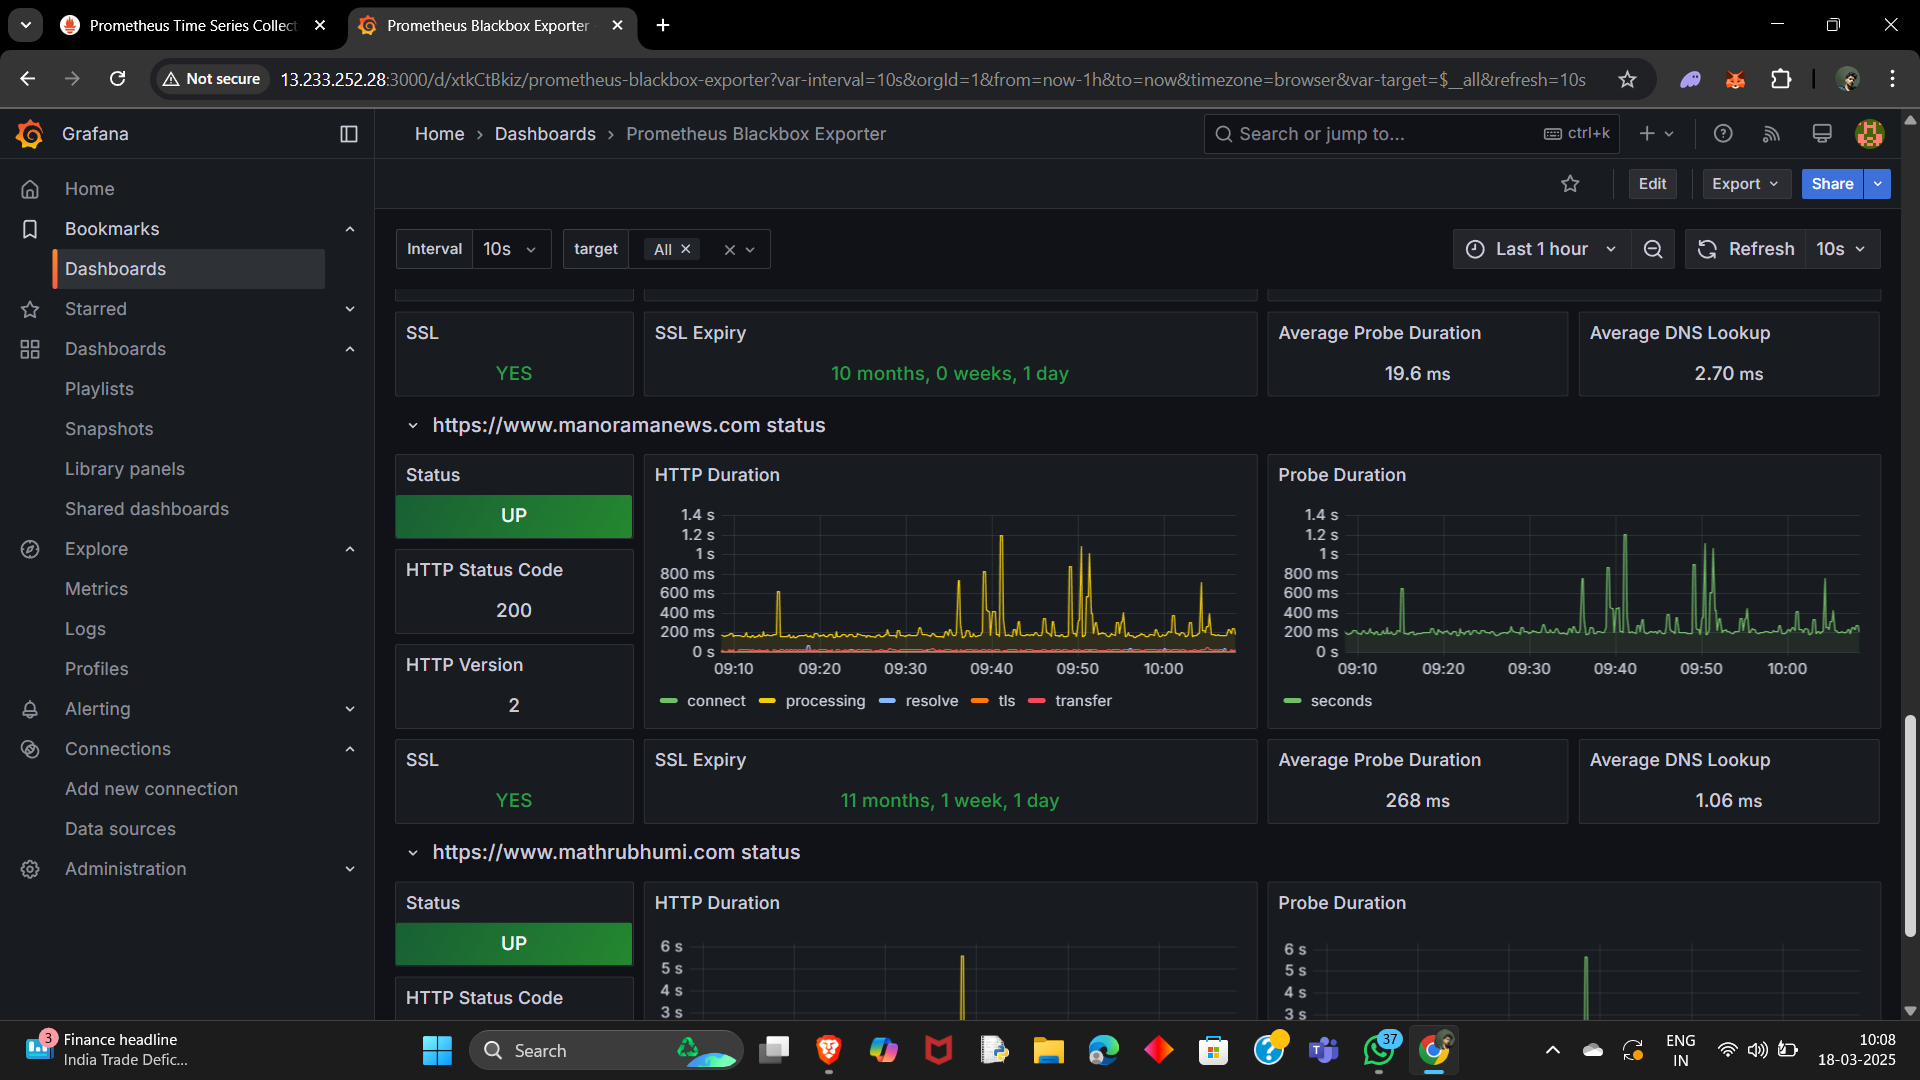 Prometheus Time Series Collect
Prometheus Blackbox Exporter
Not secure
13.233.252.28:3000/d/xtkCtBkiz/prometheus-blackbox-exporter?var-interval=10s&orgId=1&from=now-1h&to=now&timezone=browser&var-target=$__all&refresh=10s
Grafana
Home › Dashboards › Prometheus Blackbox Exporter
Search or jump to...
ctrl+k
Edit
Export
Share
Home
Bookmarks
Dashboards
Starred
Dashboards
Playlists
Snapshots
Library panels
Shared dashboards
Explore
Metrics
Logs
Profiles
Alerting
Connections
Add new connection
Data sources
Administration
Interval 10s
target All
Last 1 hour
Refresh 10s
SSL
YES
SSL Expiry
10 months, 0 weeks, 1 day
Average Probe Duration
19.6 ms
Average DNS Lookup
2.70 ms
https://www.manoramanews.com status
Status
UP
HTTP Status Code
200
HTTP Version
2
HTTP Duration
1.4 s
1.2 s
1 s
800 ms
600 ms
400 ms
200 ms
0 s
09:10 09:20 09:30 09:40 09:50 10:00
connect processing resolve tls transfer
Probe Duration
1.4 s
1.2 s
1 s
800 ms
600 ms
400 ms
200 ms
0 s
09:10 09:20 09:30 09:40 09:50 10:00
seconds
SSL
YES
SSL Expiry
11 months, 1 week, 1 day
Average Probe Duration
268 ms
Average DNS Lookup
1.06 ms
https://www.mathrubhumi.com status
Status
UP
HTTP Status Code
HTTP Duration
6 s
5 s
4 s
3 s
Probe Duration
6 s
5 s
4 s
3 s
3
Finance headline
India Trade Defic...
Search
37
ENG
IN
10:08
18-03-2025